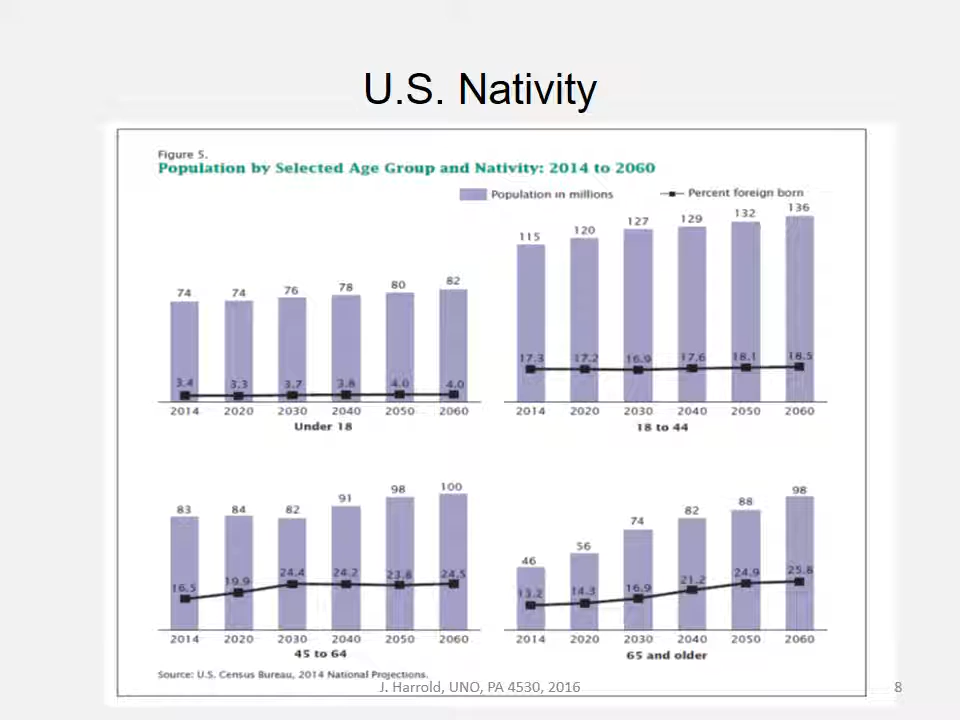 U.S. Nativity
Figure 5.
Population by Selected Age Group and Nativity: 2014 to 2060
Population in millions
Percent foreign born
74 74 76 78 80 82
3.4 3.3 3.7 3.8 4.0 4.0
2014 2020 2030 2040 2050 2060
Under 18
115 120 127 129 132 136
17.3 17.2 16.9 17.6 18.1 18.5
2014 2020 2030 2040 2050 2060
18 to 44
83 84 82 91 98 100
16.5 19.9 24.4 24.2 23.8 24.5
2014 2020 2030 2040 2050 2060
45 to 64
46 56 74 82 88 98
13.2 14.3 16.9 21.2 24.9 25.8
2014 2020 2030 2040 2050 2060
65 and older
Source: U.S. Census Bureau, 2014 National Projections.
J. Harrold, UNO, PA 4530, 2016
8